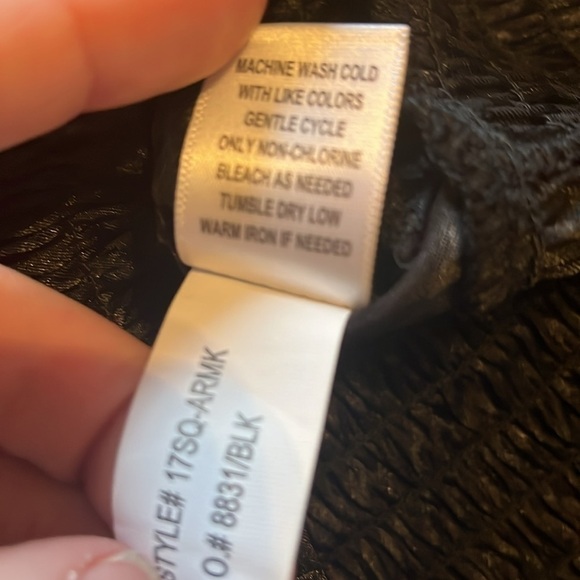 MACHINE WASH COLD
WITH LIKE COLORS
GENTLE CYCLE
ONLY NON-CHLORINE
BLEACH AS NEEDED
TUMBLE DRY LOW
WARM IRON IF NEEDED
STYLE# 17SQ-ARMK
O.# 8831/BLK